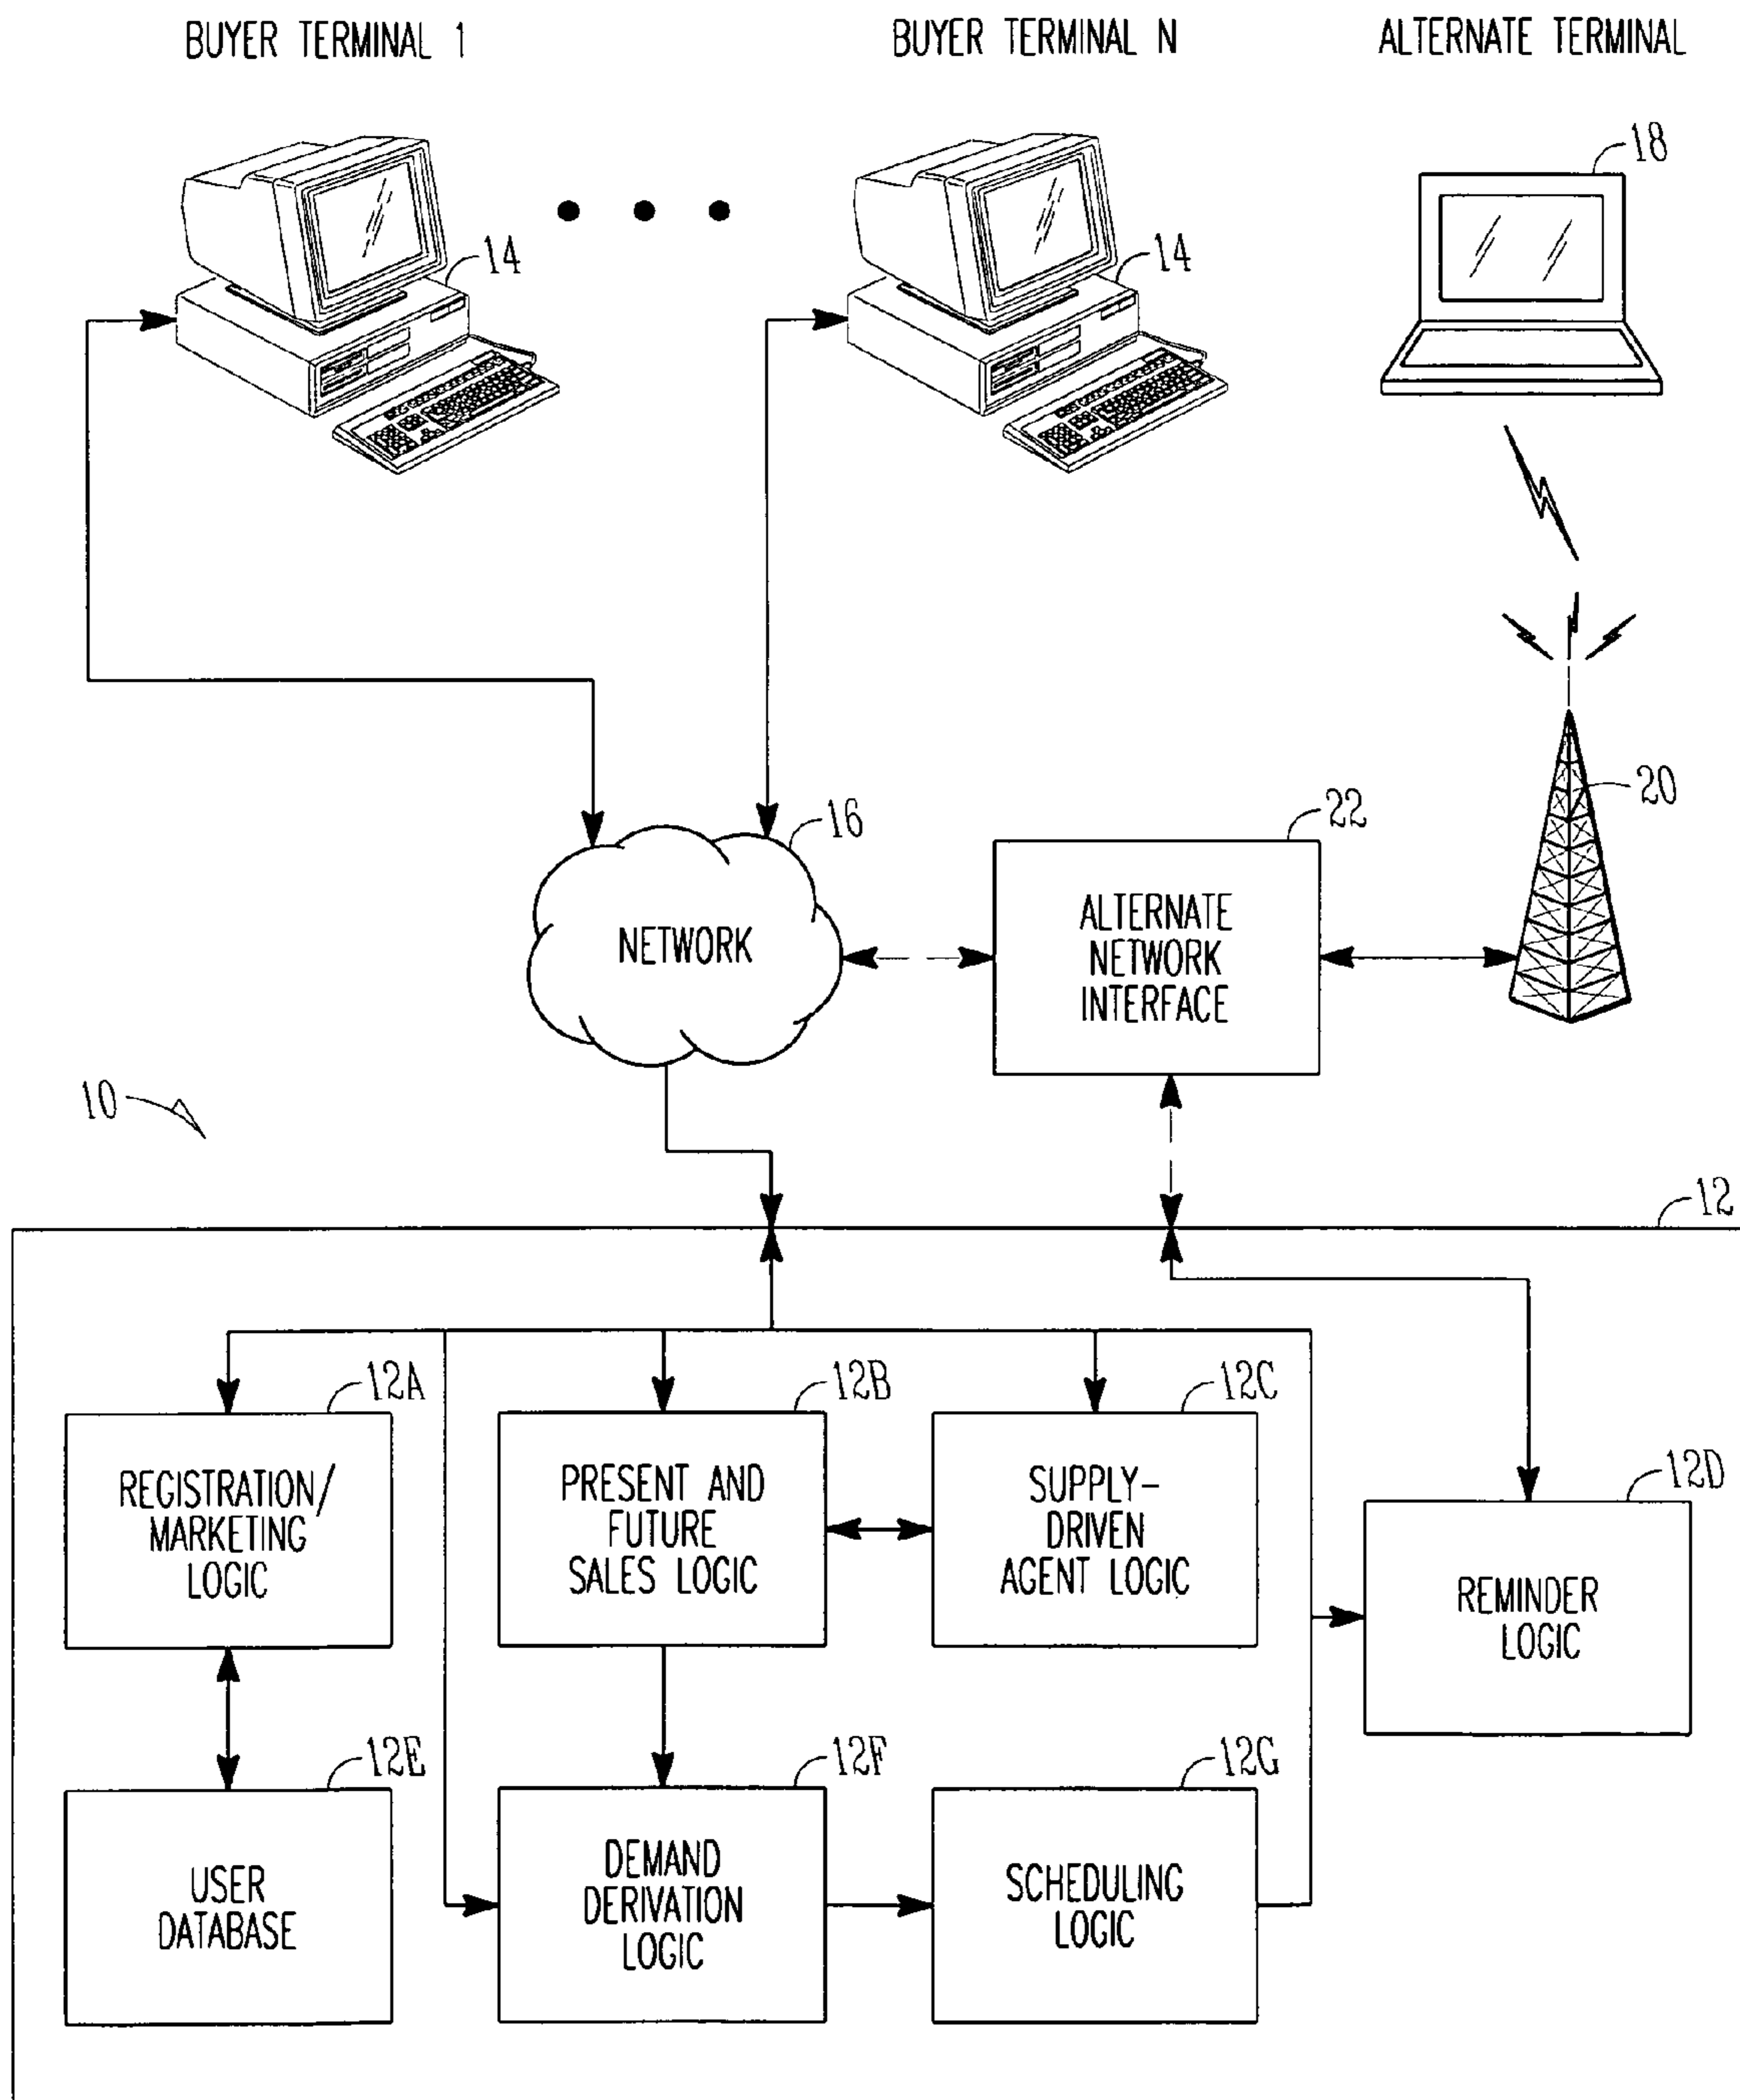 BUYER TERMINAL 1
BUYER TERMINAL N
ALTERNATE TERMINAL
18
14
14
20
16
22
NETWORK
ALTERNATE
NETWORK
INTERFACE
10
12
12A
12B
12C
12D
REGISTRATION/
MARKETING
LOGIC
PRESENT AND
FUTURE
SALES LOGIC
SUPPLY-
DRIVEN
AGENT LOGIC
REMINDER
LOGIC
12E
12F
12G
USER
DATABASE
DEMAND
DERIVATION
LOGIC
SCHEDULING
LOGIC